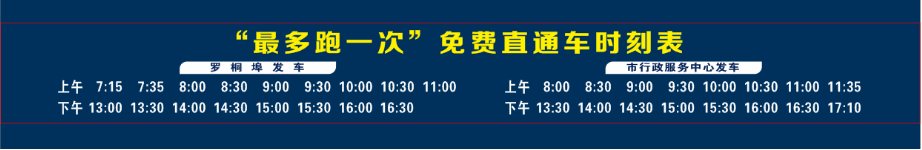 “最多跑一次”免费直通车时刻表
罗桐埠发车
上午 7:15 7:35 8:00 8:30 9:00 9:30 10:00 10:30 11:00
下午 13:00 13:30 14:00 14:30 15:00 15:30 16:00 16:30
市行政服务中心发车
上午 8:00 8:30 9:00 9:30 10:00 10:30 11:00 11:35
下午 13:30 14:00 14:30 15:00 15:30 16:00 16:30 17:10